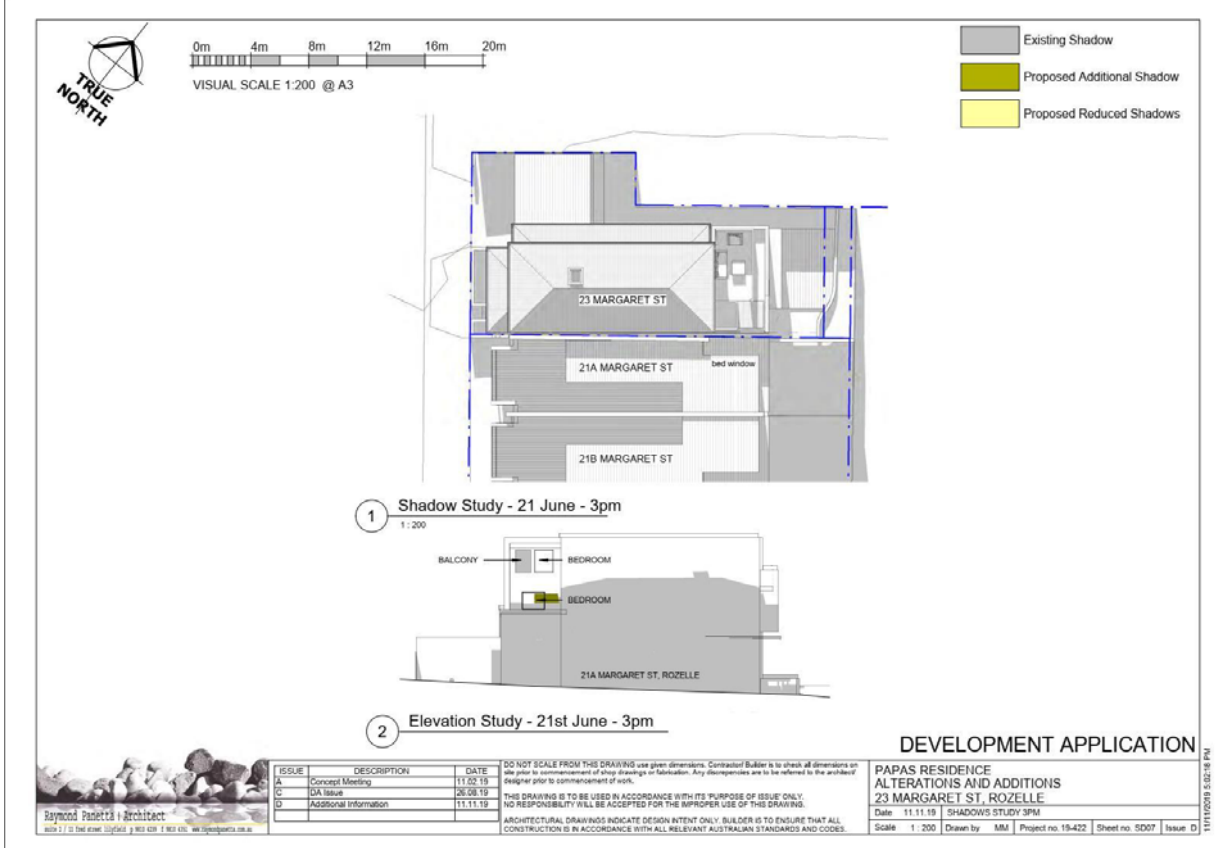 TRUE
NORTH
0m 4m 8m 12m 16m 20m
VISUAL SCALE 1:200 @ A3
Existing Shadow
Proposed Additional Shadow
Proposed Reduced Shadows
23 MARGARET ST
21A MARGARET ST
bed window
21B MARGARET ST
1
Shadow Study - 21 June - 3pm
1 : 200
BALCONY
BEDROOM
BEDROOM
21A MARGARET ST, ROZELLE
2
Elevation Study - 21st June - 3pm
DEVELOPMENT APPLICATION
Raymond Panetta : Architect
ISSUE DESCRIPTION DATE
A Concept Meeting 11.02.19
C DA Issue 26.08.19
D Additional Information 11.11.19
DO NOT SCALE FROM THIS DRAWING use given dimensions. Contractor/ Builder is to check all dimensions on
site prior to commencement of shop drawings or fabrication. Any discrepencies are to be referred to the architect/
designer prior to commencement of work.
THIS DRAWING IS TO BE USED IN ACCORDANCE WITH ITS 'PURPOSE OF ISSUE' ONLY.
NO RESPONSIBILITY WILL BE ACCEPTED FOR THE IMPROPER USE OF THIS DRAWING.
ARCHITECTURAL DRAWINGS INDICATE DESIGN INTENT ONLY. BUILDER IS TO ENSURE THAT ALL
CONSTRUCTION IS IN ACCORDANCE WITH ALL RELEVANT AUSTRALIAN STANDARDS AND CODES.
PAPAS RESIDENCE
ALTERATIONS AND ADDITIONS
23 MARGARET ST, ROZELLE
Date 11.11.19 SHADOWS STUDY 3PM
Scale 1 : 200 Drawn by MM Project no. 19-422 Sheet no. SD07 Issue D
11/11/2019 5:02:16 PM